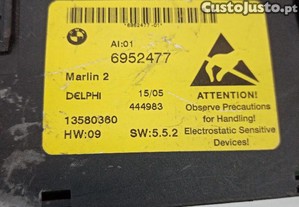 CustoJusto.pt
BMW
AI:01
6952477
Marlin 2
DELPHI 15/05
444983
13580360
HW:09 SW:5.5.2
ATTENTION!
Observe Precautions
for Handling!
Electrostatic Sensitive
Devices!